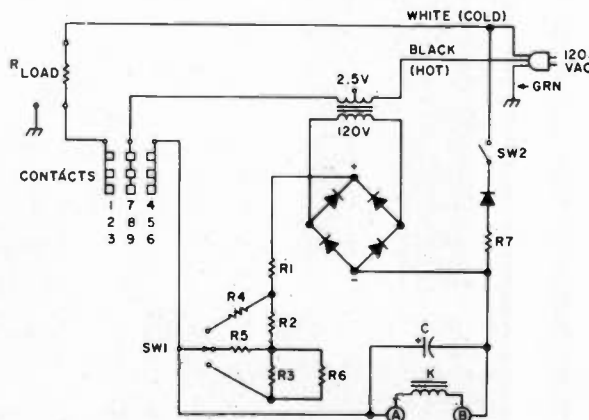 WHITE (COLD)
BLACK
(HOT)
120
VAC
GRN
RLOAD
2.5V
120V
SW2
CONTACTS
1 7 4
2 8 5
3 9 6
+
R7
R1
R4
–
R2
+
C
SW1
R5
R3
R6
K
A
B